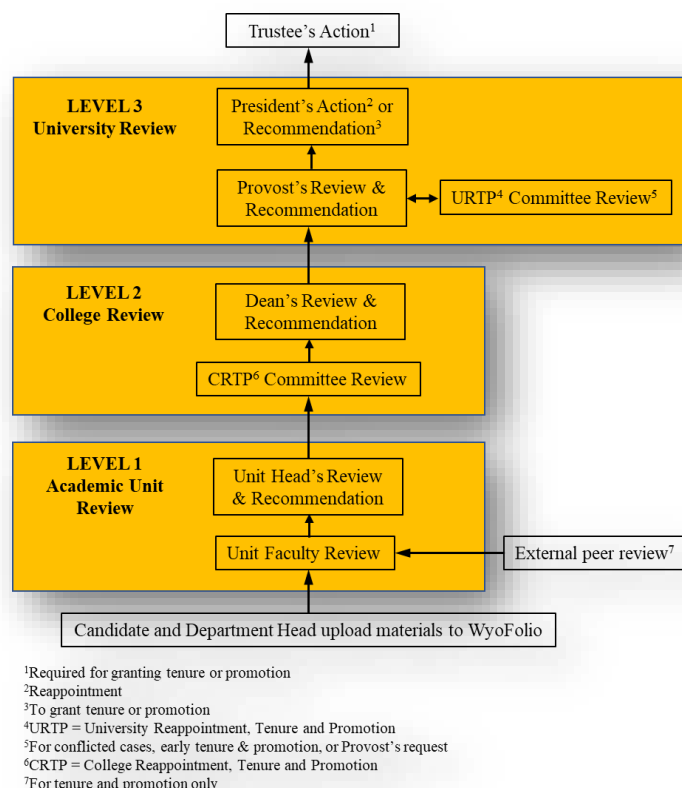 Trustee's Action¹
LEVEL 3
University Review
President's Action² or
Recommendation³
Provost's Review &
Recommendation
URTP⁴ Committee Review⁵
LEVEL 2
College Review
Dean's Review &
Recommendation
CRTP⁶ Committee Review
LEVEL 1
Academic Unit
Review
Unit Head's Review
& Recommendation
Unit Faculty Review
External peer review⁷
Candidate and Department Head upload materials to WyoFolio
¹Required for granting tenure or promotion
²Reappointment
³To grant tenure or promotion
⁴URTP = University Reappointment, Tenure and Promotion
⁵For conflicted cases, early tenure & promotion, or Provost's request
⁶CRTP = College Reappointment, Tenure and Promotion
⁷For tenure and promotion only